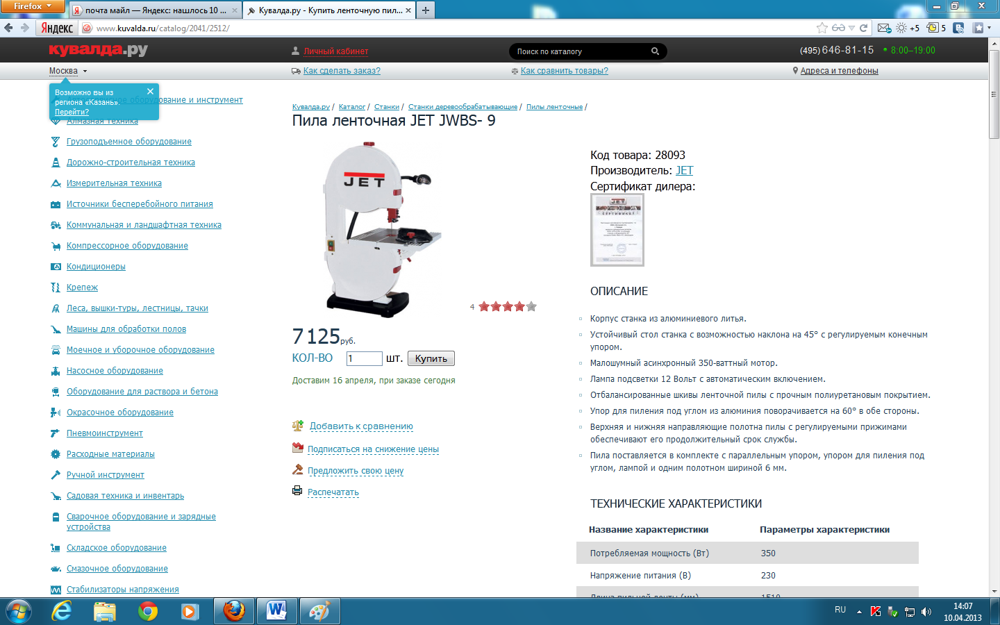 Firefox
почта майл — Яндекс: нашлось 10 ...
Кувалда.ру - Купить ленточную пил...
Яндекс
www.kuvalda.ru/catalog/2041/2512/
+5
5
кувалда.ру
Личный кабинет
Поиск по каталогу
(495) 646-81-15
8:00–19:00
Москва
Как сделать заказ?
Как сравнить товары?
Адреса и телефоны
Возможно вы из
региона «Казань».
Перейти?
оборудование и инструмент
Алмазная техника
Грузоподъемное оборудование
Дорожно-строительная техника
Измерительная техника
Источники бесперебойного питания
Коммунальная и ландшафтная техника
Компрессорное оборудование
Кондиционеры
Крепеж
Леса, вышки-туры, лестницы, тачки
Машины для обработки полов
Моечное и уборочное оборудование
Насосное оборудование
Оборудование для раствора и бетона
Окрасочное оборудование
Пневмоинструмент
Расходные материалы
Ручной инструмент
Садовая техника и инвентарь
Сварочное оборудование и зарядные
устройства
Складское оборудование
Смазочное оборудование
Стабилизаторы напряжения
Кувалда.ру / Каталог / Станки / Станки деревообрабатывающие / Пилы ленточные /
Пила ленточная JET JWBS- 9
JET
4
7 125 руб.
КОЛ-ВО 1 шт. Купить
Доставим 16 апреля, при заказе сегодня
Добавить к сравнению
Подписаться на снижение цены
Предложить свою цену
Распечатать
Код товара: 28093
Производитель: JET
Сертификат дилера:
JET
СЕРТИФИКАТ
ОПИСАНИЕ
Корпус станка из алюминиевого литья.
Устойчивый стол станка с возможностью наклона на 45° с регулируемым конечным
упором.
Малошумный асинхронный 350-ваттный мотор.
Лампа подсветки 12 Вольт с автоматическим включением.
Отбалансированные шкивы ленточной пилы с прочным полиуретановым покрытием.
Упор для пиления под углом из алюминия поворачивается на 60° в обе стороны.
Верхняя и нижняя направляющие полотна пилы с регулируемыми прижимами
обеспечивают его продолжительный срок службы.
Пила поставляется в комплекте с параллельным упором, упором для пиления под
углом, лампой и одним полотном шириной 6 мм.
ТЕХНИЧЕСКИЕ ХАРАКТЕРИСТИКИ
Название характеристики Параметры характеристики
Потребляемая мощность (Вт) 350
Напряжение питания (В) 230
Длина пильной ленты (мм) 1510
RU
14:07
10.04.2013